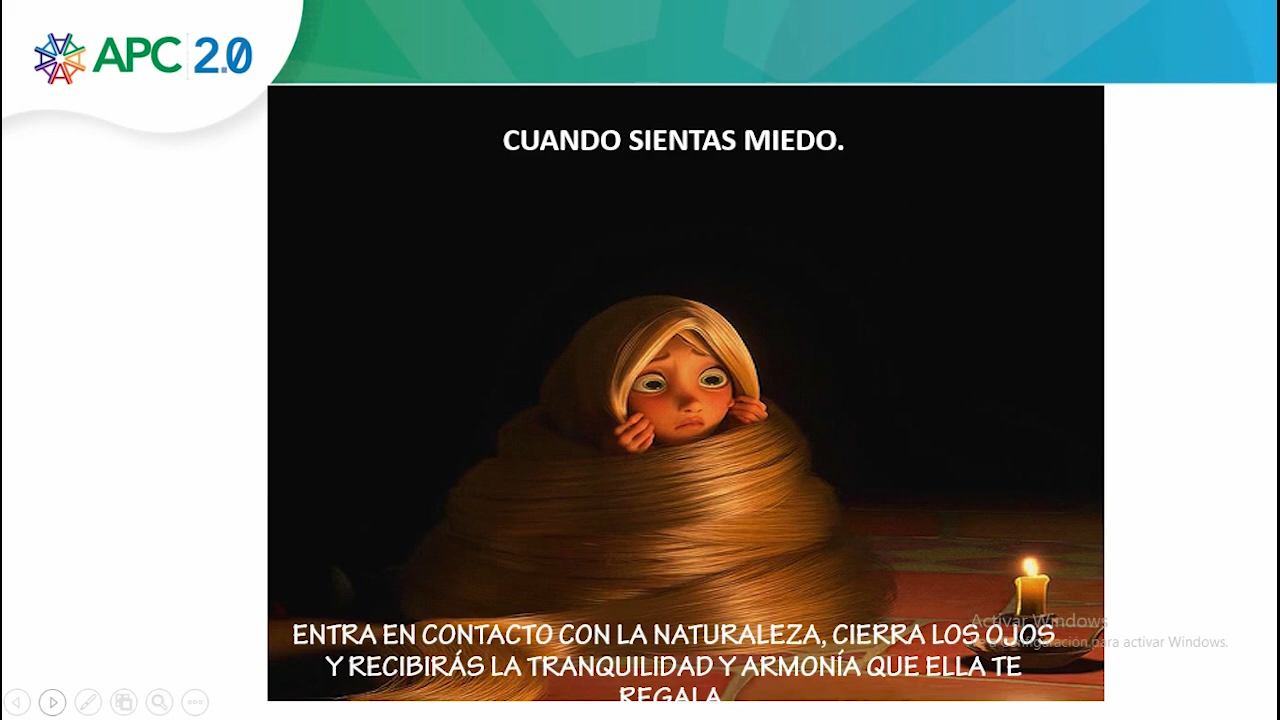 APC 2.0
CUANDO SIENTAS MIEDO.
ENTRA EN CONTACTO CON LA NATURALEZA, CIERRA LOS OJOS
Y RECIBIRÁS LA TRANQUILIDAD Y ARMONÍA QUE ELLA TE
REGALA
Activar Windows
Configuración para activar Windows.